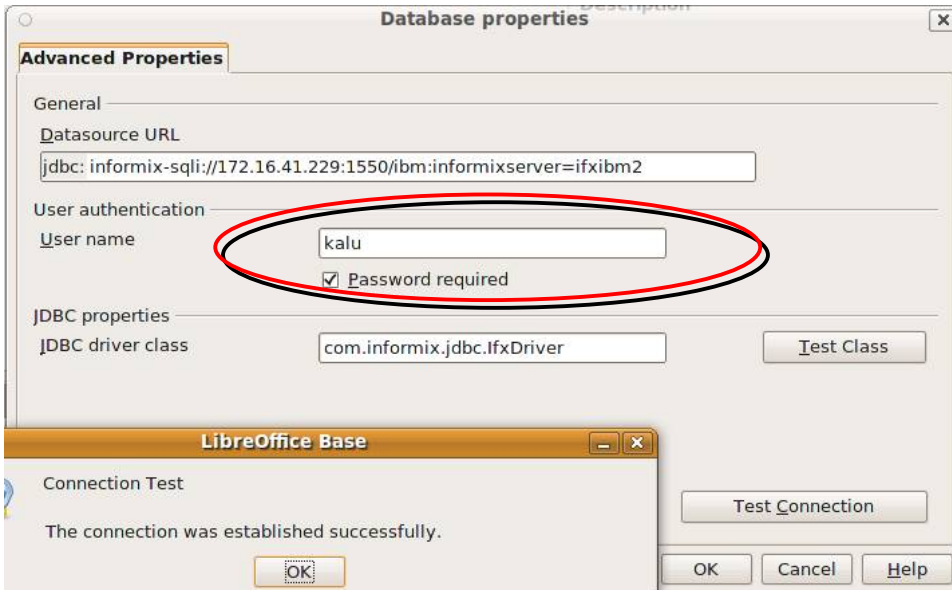 Description
Database properties
Advanced Properties
General
Datasource URL
jdbc: informix-sqli://172.16.41.229:1550/ibm:informixserver=ifxibm2
User authentication
User name
kalu
Password required
JDBC properties
JDBC driver class
com.informix.jdbc.IfxDriver
Test Class
LibreOffice Base
Connection Test
The connection was established successfully.
OK
Test Connection
OK Cancel Help